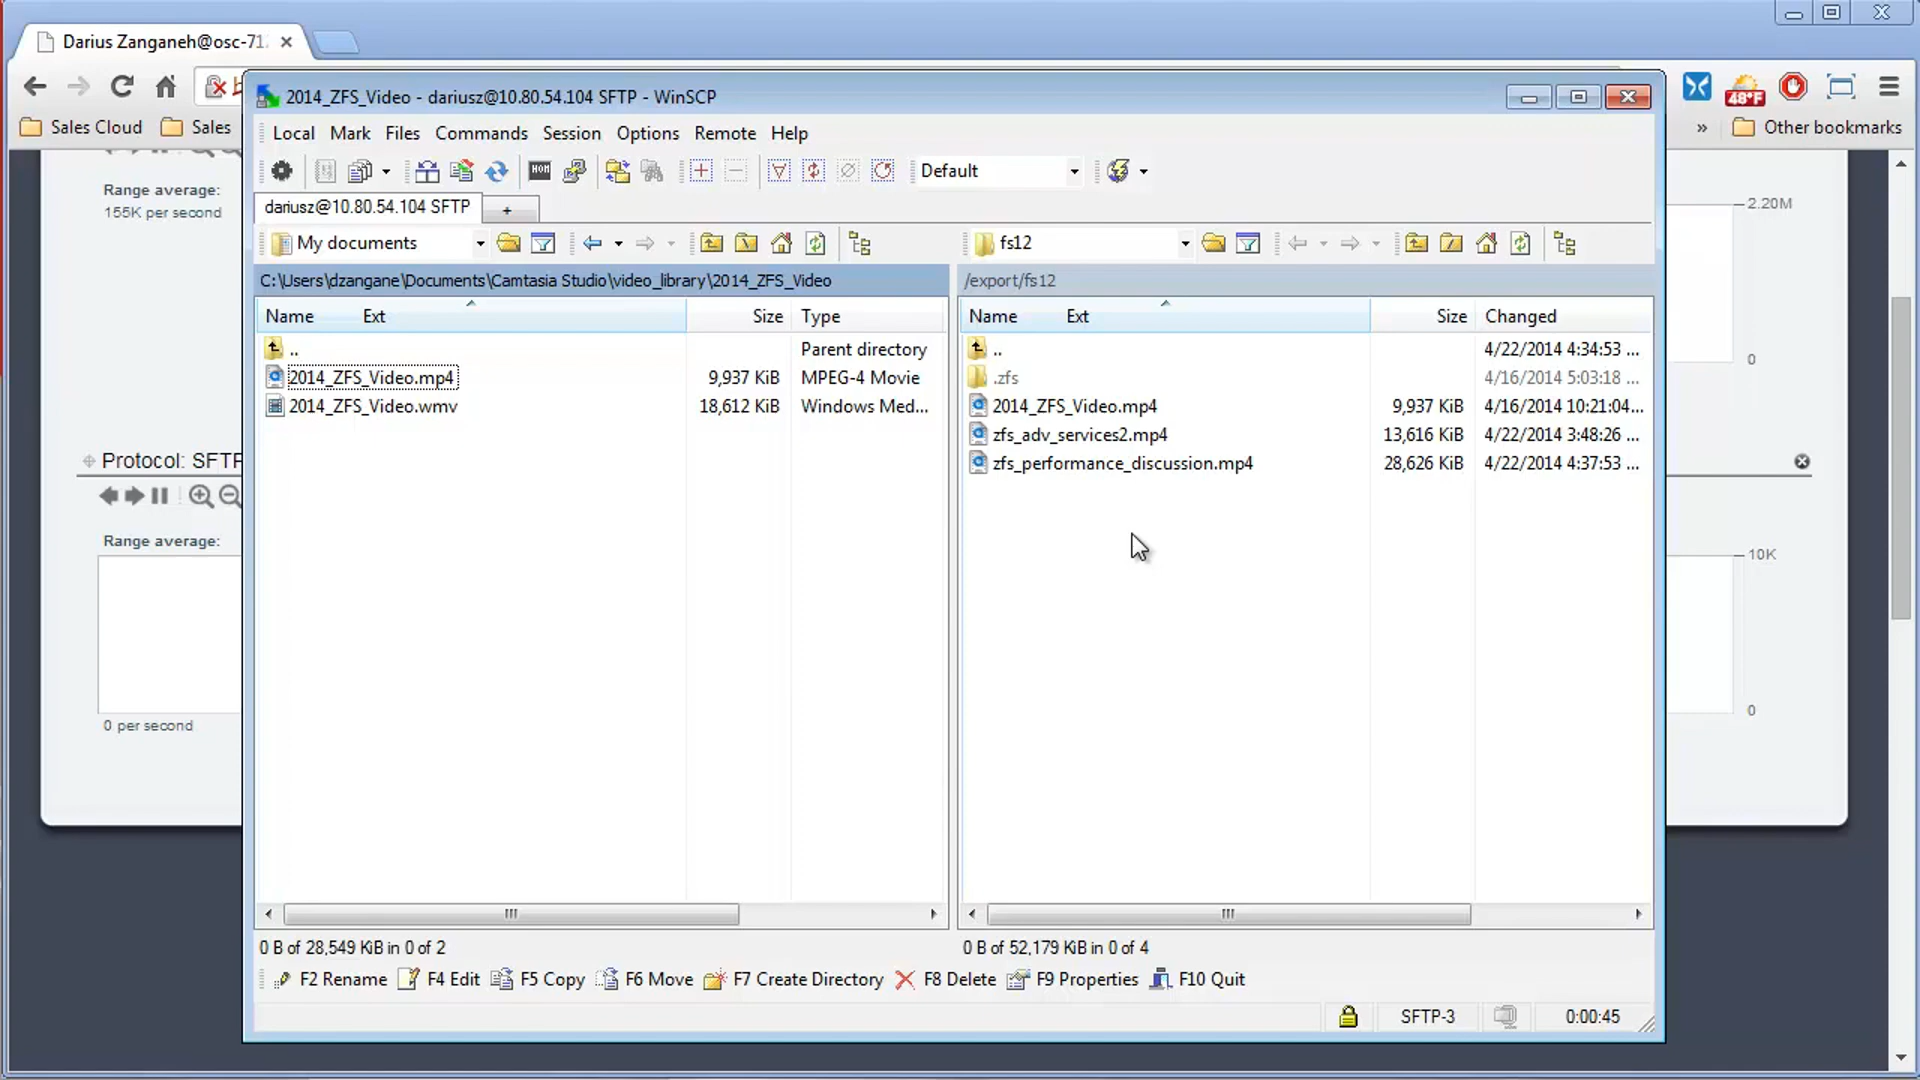 Darius Zanganeh@osc-71
Sales Cloud
Sales
48°F
»
Other bookmarks
2014_ZFS_Video - dariusz@10.80.54.104 SFTP - WinSCP
Local Mark Files Commands Session Options Remote Help
Default
dariusz@10.80.54.104 SFTP
+
My documents
fs12
C:\Users\dzangane\Documents\Camtasia Studio\video_library\2014_ZFS_Video
/export/fs12
Name Ext Size Type
.. Parent directory
2014_ZFS_Video.mp4 9,937 KiB MPEG-4 Movie
2014_ZFS_Video.wmv 18,612 KiB Windows Med...
Name Ext Size Changed
.. 4/22/2014 4:34:53 ...
.zfs 4/16/2014 5:03:18 ...
2014_ZFS_Video.mp4 9,937 KiB 4/16/2014 10:21:04...
zfs_adv_services2.mp4 13,616 KiB 4/22/2014 3:48:26 ...
zfs_performance_discussion.mp4 28,626 KiB 4/22/2014 4:37:53 ...
0 B of 28,549 KiB in 0 of 2
0 B of 52,179 KiB in 0 of 4
F2 Rename F4 Edit F5 Copy F6 Move F7 Create Directory F8 Delete F9 Properties F10 Quit
SFTP-3
0:00:45
Range average:
155K per second
2.20M
0
Protocol: SFTP
Range average:
10K
0
0 per second